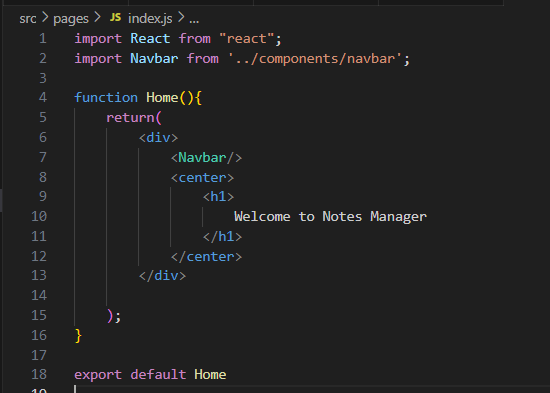 src > pages > JS index.js > ...
1 import React from "react";
2 import Navbar from '../components/navbar';
3
4 function Home(){
5     return(
6         <div>
7             <Navbar/>
8             <center>
9                 <h1>
10                     Welcome to Notes Manager
11                 </h1>
12             </center>
13         </div>
14
15     );
16 }
17
18 export default Home
19